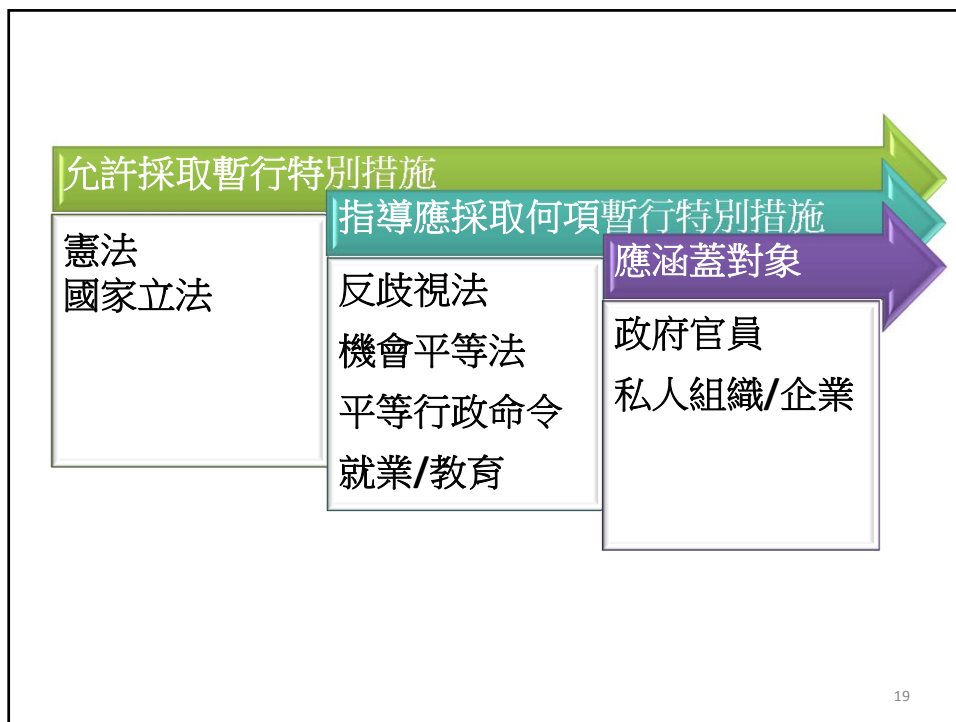 允許採取暫行特別措施
憲法
國家立法
指導應採取何項暫行特別措施
反歧視法
機會平等法
平等行政命令
就業/教育
應涵蓋對象
政府官員
私人組織/企業
19